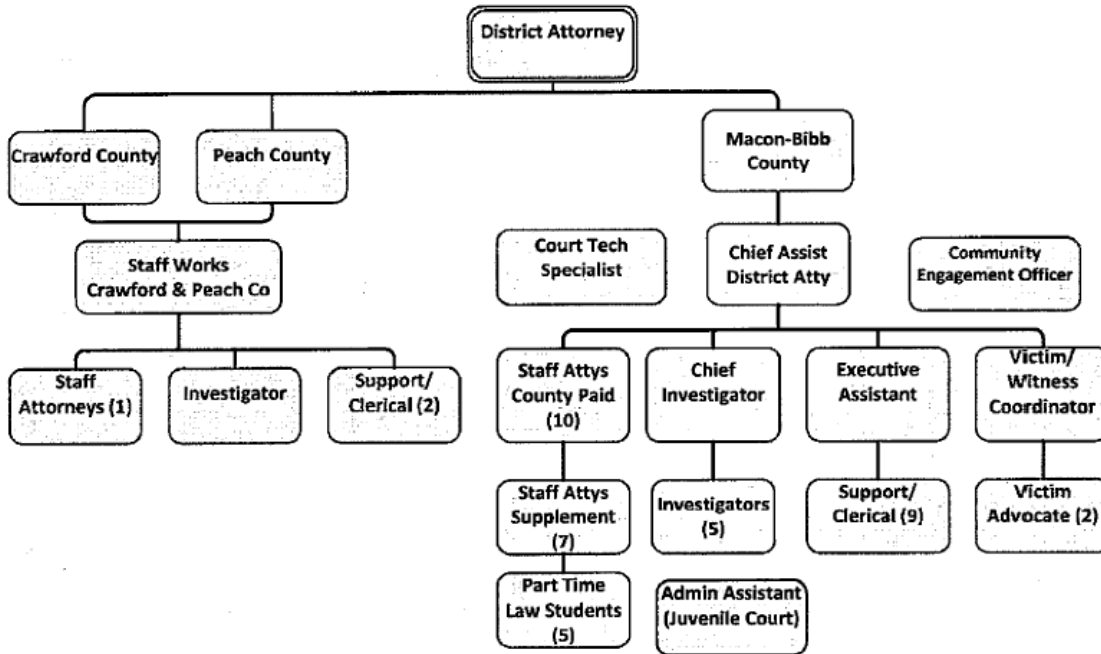 District Attorney
Crawford County
Peach County
Macon-Bibb
County
Staff Works
Crawford & Peach Co
Court Tech
Specialist
Chief Assist
District Atty
Community
Engagement Officer
Staff
Attorneys (1)
Investigator
Support/
Clerical (2)
Staff Attys
County Paid
(10)
Chief
Investigator
Executive
Assistant
Victim/
Witness
Coordinator
Staff Attys
Supplement
(7)
Investigators
(5)
Support/
Clerical (9)
Victim
Advocate (2)
Part Time
Law Students
(5)
Admin Assistant
(Juvenile Court)